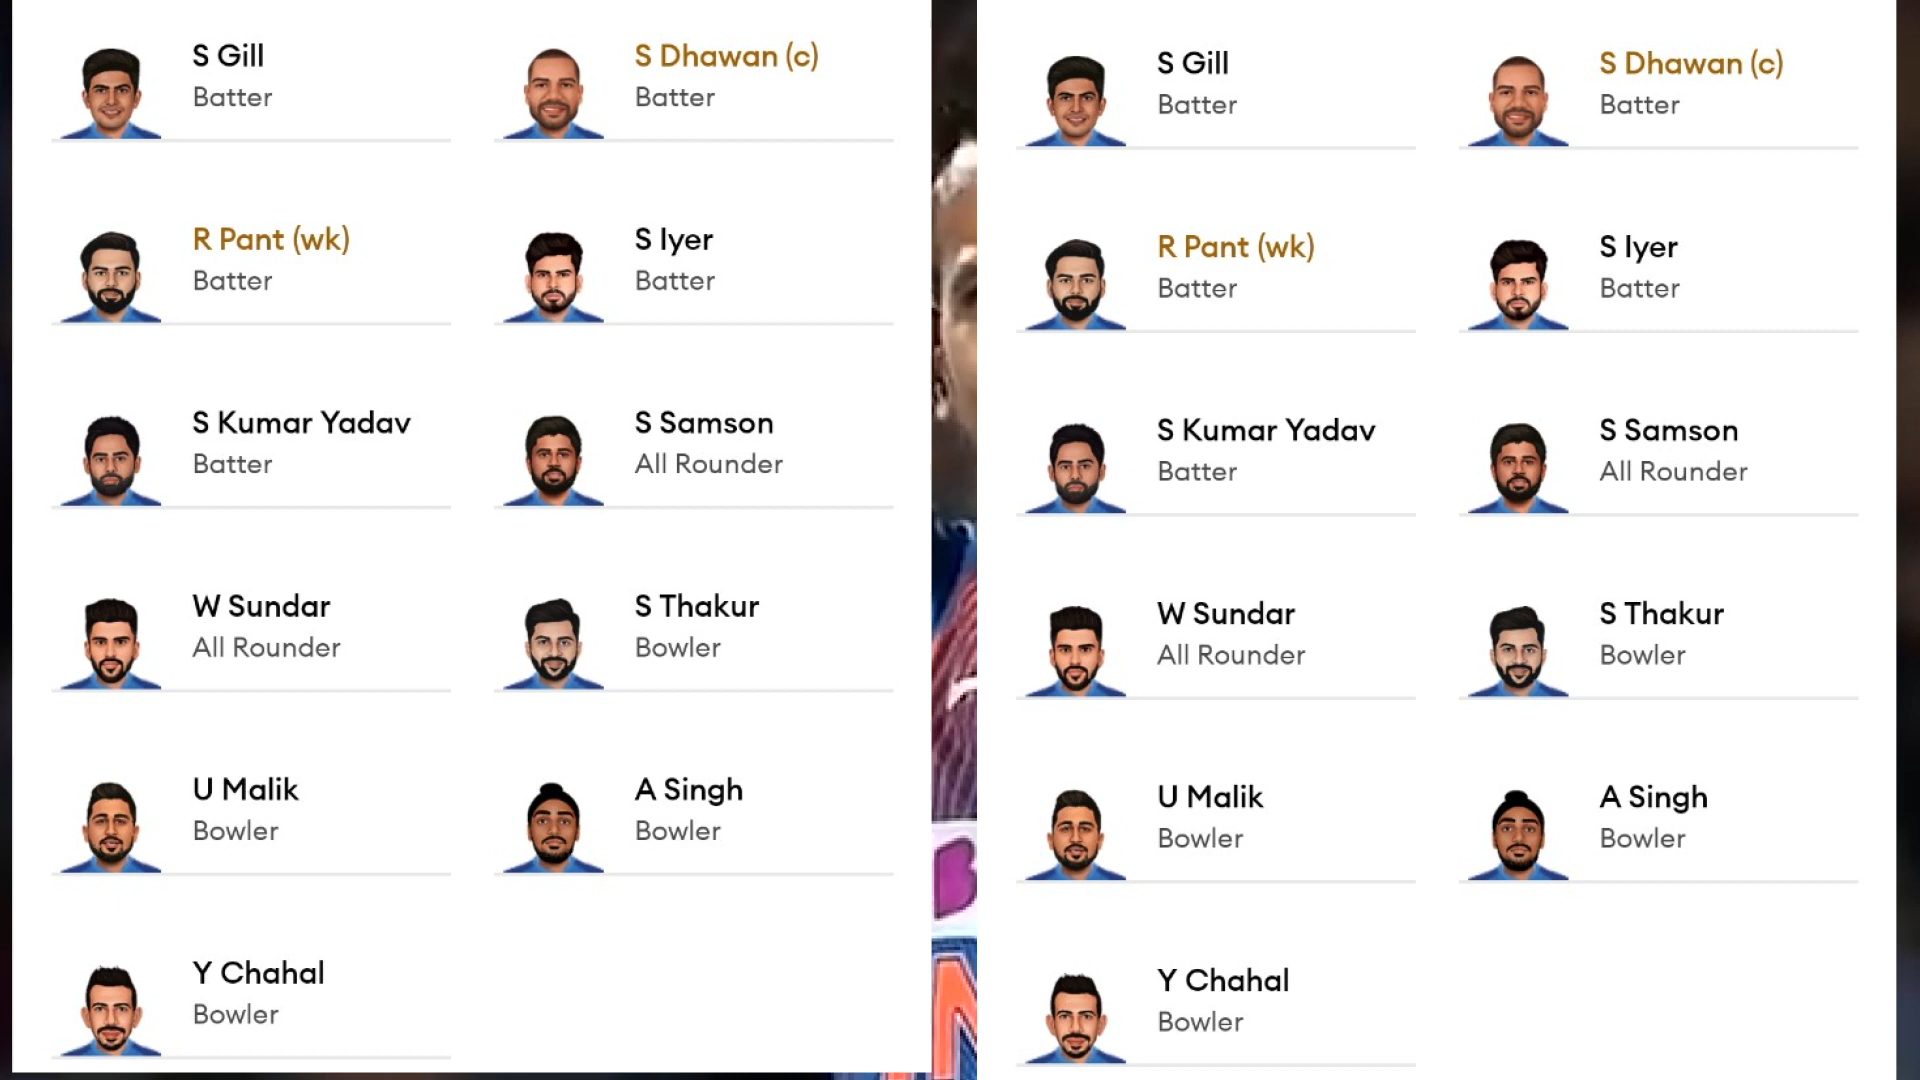 S Gill
Batter
S Dhawan (c)
Batter
R Pant (wk)
Batter
S Iyer
Batter
S Kumar Yadav
Batter
S Samson
All Rounder
W Sundar
All Rounder
S Thakur
Bowler
U Malik
Bowler
A Singh
Bowler
Y Chahal
Bowler
S Gill
Batter
S Dhawan (c)
Batter
R Pant (wk)
Batter
S Iyer
Batter
S Kumar Yadav
Batter
S Samson
All Rounder
W Sundar
All Rounder
S Thakur
Bowler
U Malik
Bowler
A Singh
Bowler
Y Chahal
Bowler